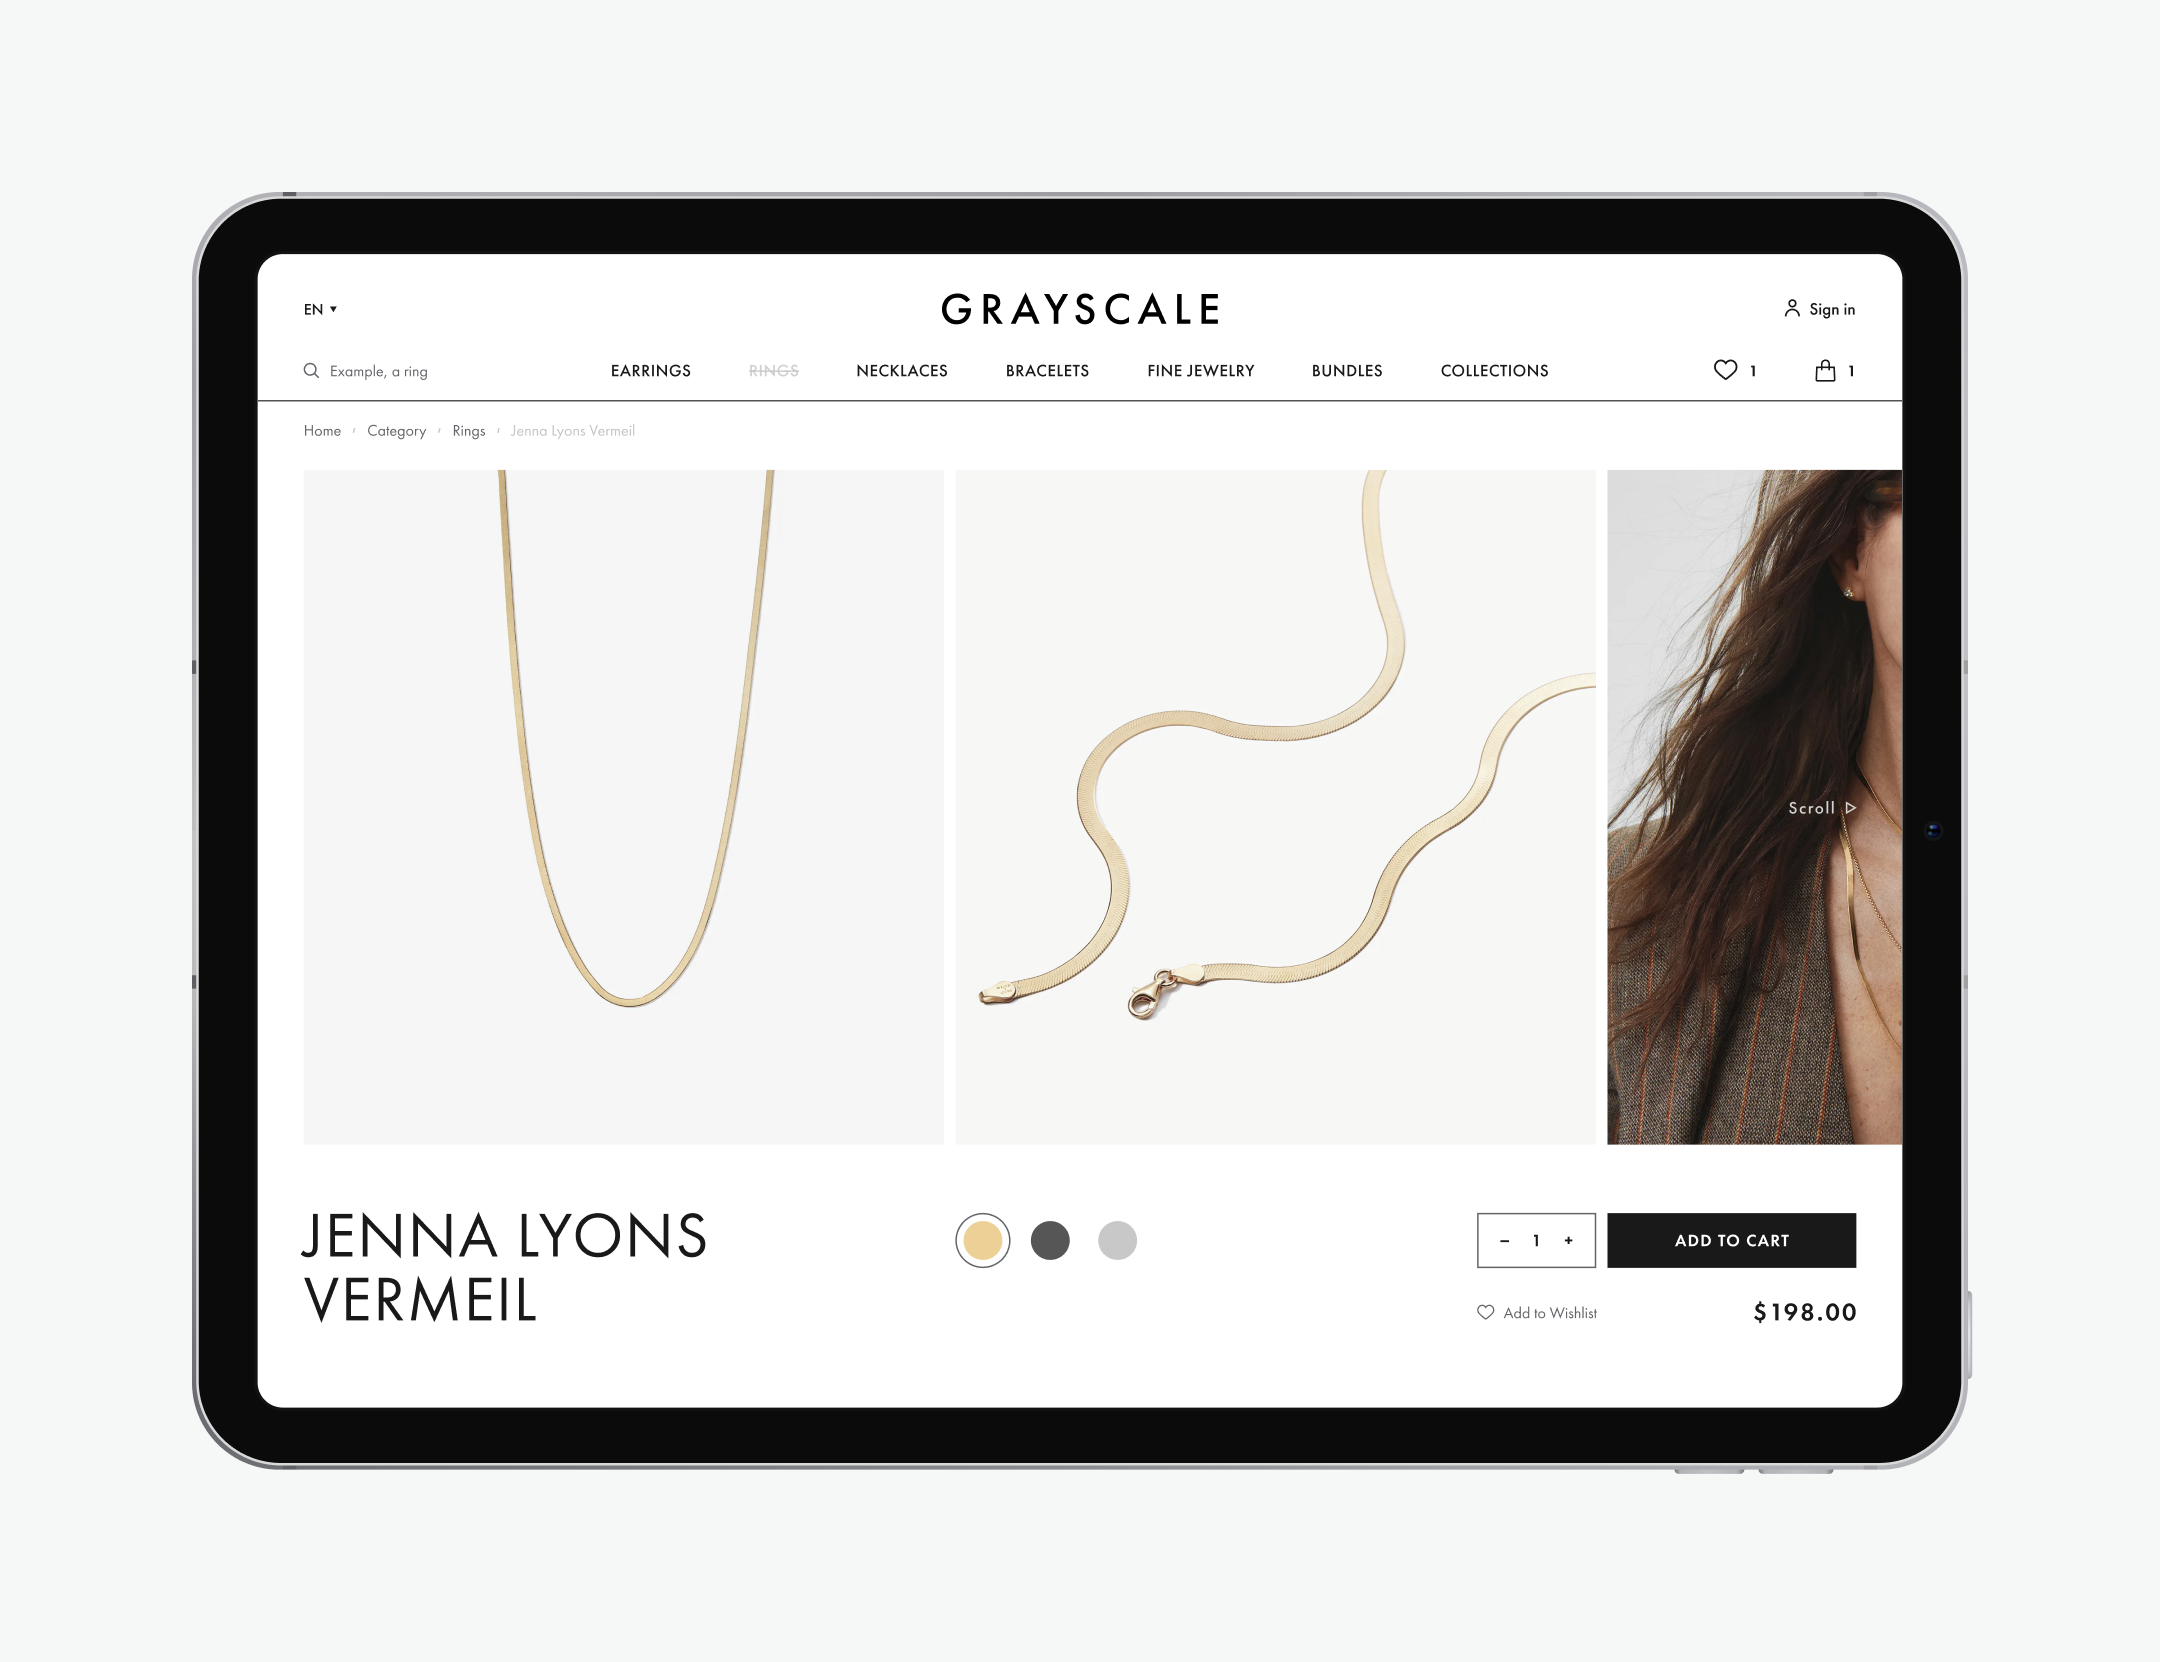 EN
GRAYSCALE
Sign in
Example, a ring
EARRINGS
RINGS
NECKLACES
BRACELETS
FINE JEWELRY
BUNDLES
COLLECTIONS
1
1
Home / Category / Rings / Jenna Lyons Vermeil
Scroll
JENNA LYONS
VERMEIL
– 1 +
ADD TO CART
Add to Wishlist
$198.00